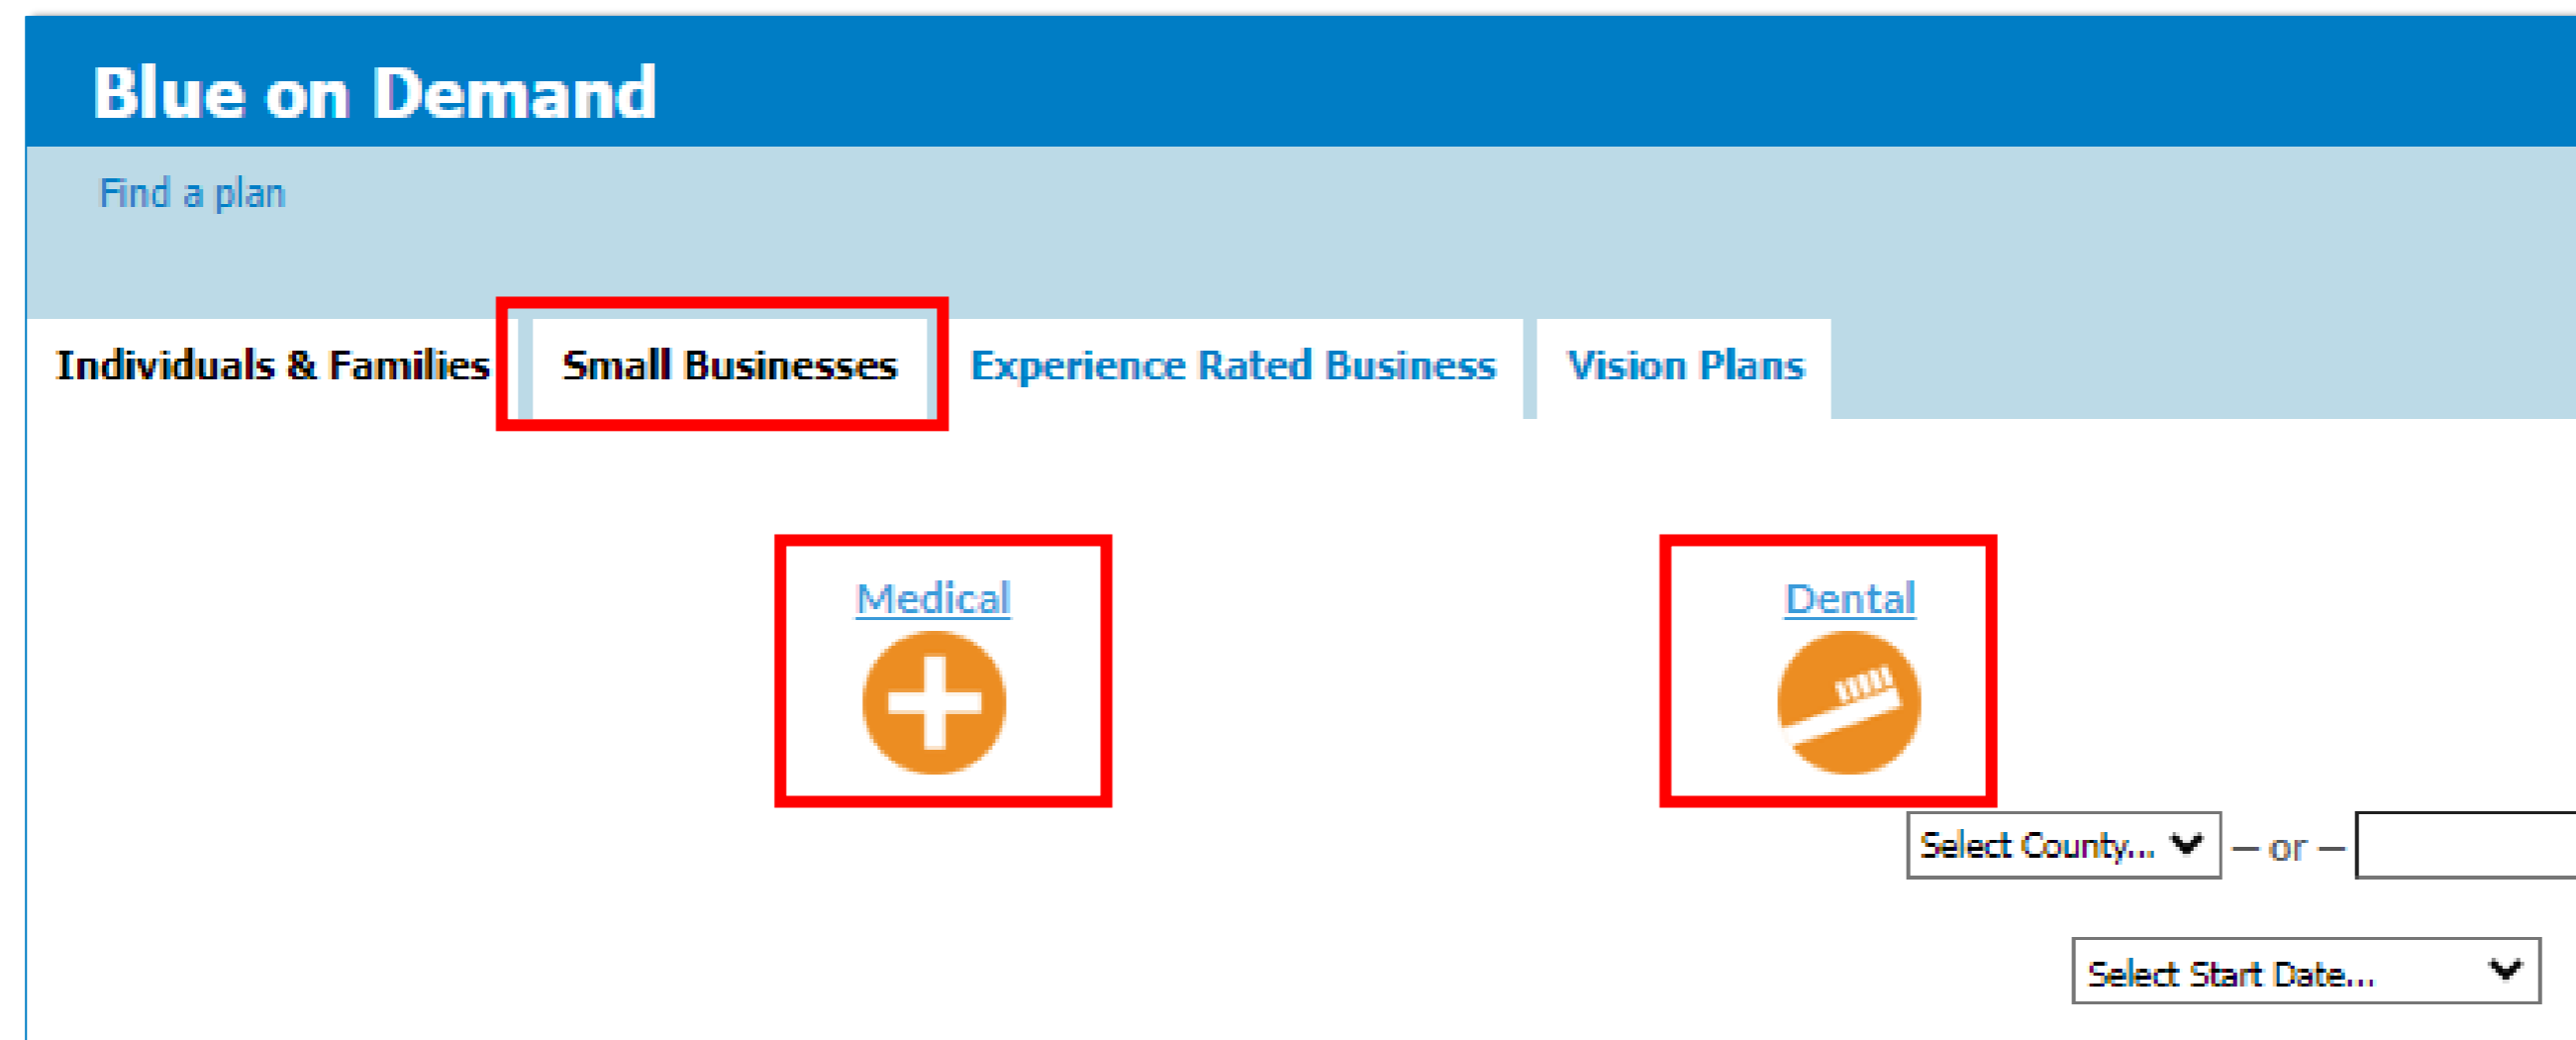 Blue on Demand
Find a plan
Individuals & Families Small Businesses Experience Rated Business Vision Plans
Medical Dental
Select County... – or –
Select Start Date...